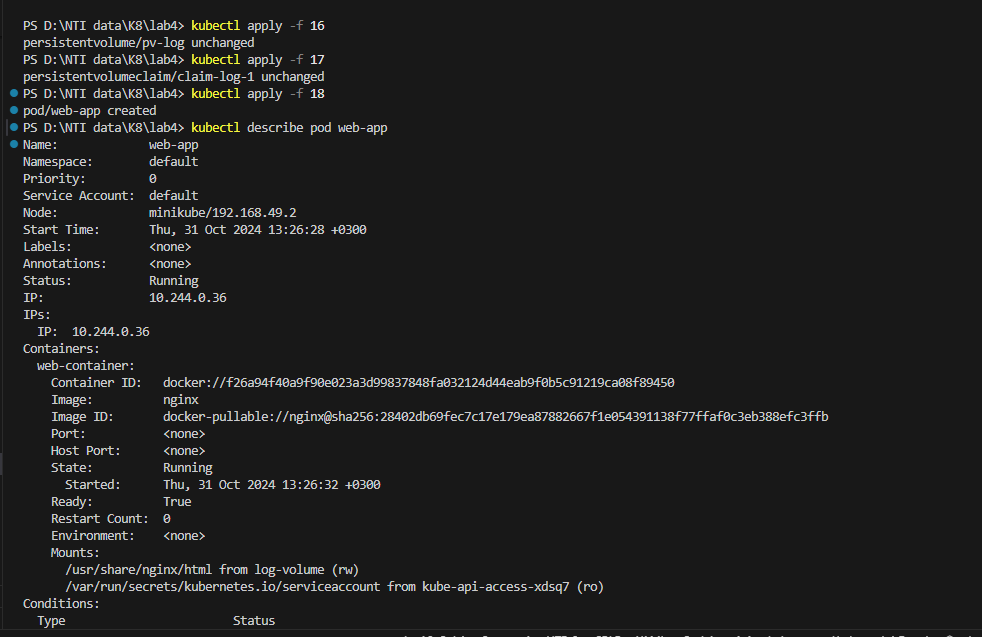 PS D:\NTI data\K8\lab4> kubectl apply -f 16
persistentvolume/pv-log unchanged
PS D:\NTI data\K8\lab4> kubectl apply -f 17
persistentvolumeclaim/claim-log-1 unchanged
PS D:\NTI data\K8\lab4> kubectl apply -f 18
pod/web-app created
PS D:\NTI data\K8\lab4> kubectl describe pod web-app
Name:             web-app
Namespace:        default
Priority:         0
Service Account:  default
Node:             minikube/192.168.49.2
Start Time:       Thu, 31 Oct 2024 13:26:28 +0300
Labels:           <none>
Annotations:      <none>
Status:           Running
IP:               10.244.0.36
IPs:
  IP:  10.244.0.36
Containers:
  web-container:
    Container ID:   docker://f26a94f40a9f90e023a3d99837848fa032124d44eab9f0b5c91219ca08f89450
    Image:          nginx
    Image ID:       docker-pullable://nginx@sha256:28402db69fec7c17e179ea87882667f1e054391138f77ffaf0c3eb388efc3ffb
    Port:           <none>
    Host Port:      <none>
    State:          Running
      Started:      Thu, 31 Oct 2024 13:26:32 +0300
    Ready:          True
    Restart Count:  0
    Environment:    <none>
    Mounts:
      /usr/share/nginx/html from log-volume (rw)
      /var/run/secrets/kubernetes.io/serviceaccount from kube-api-access-xdsq7 (ro)
Conditions:
  Type                        Status